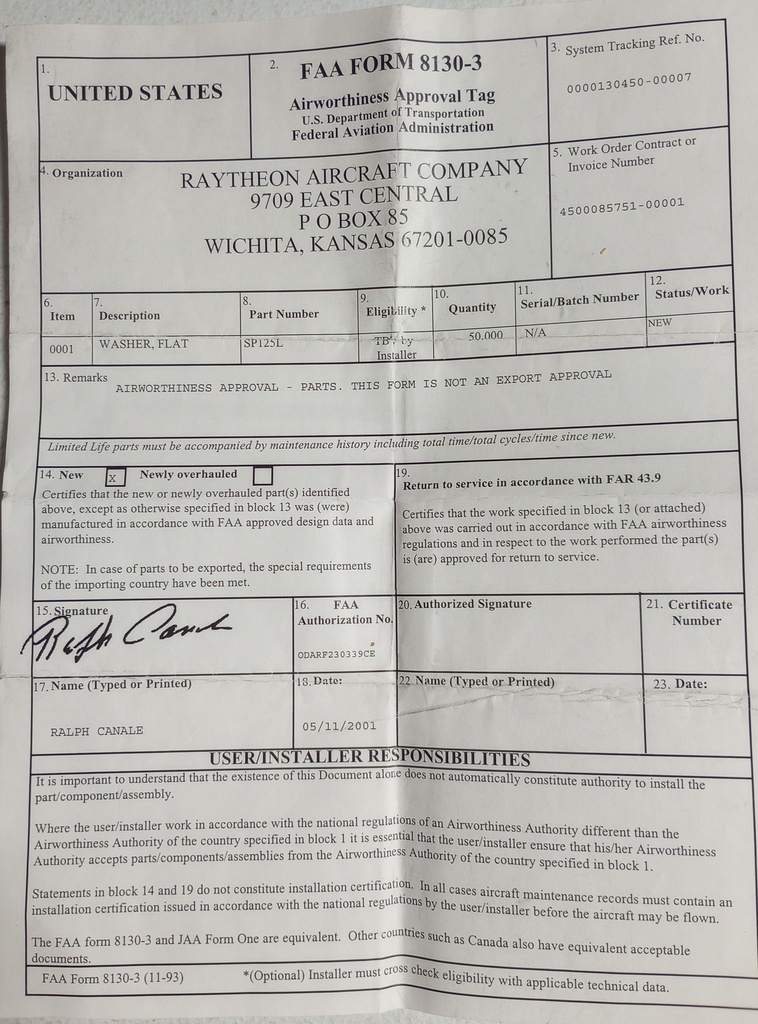 1.
UNITED STATES
2.
FAA FORM 8130-3
Airworthiness Approval Tag
U.S. Department of Transportation
Federal Aviation Administration
3. System Tracking Ref. No.
0000130450-00007
4. Organization
RAYTHEON AIRCRAFT COMPANY
9709 EAST CENTRAL
P O BOX 85
WICHITA, KANSAS 67201-0085
5. Work Order Contract or
Invoice Number
4500085751-00001
6.
Item
7.
Description
8.
Part Number
9.
Eligibility *
10.
Quantity
11.
Serial/Batch Number
12.
Status/Work
0001
WASHER, FLAT
SP125L
by
Installer
50.000
N/A
NEW
13. Remarks
AIRWORTHINESS APPROVAL - PARTS. THIS FORM IS NOT AN EXPORT APPROVAL
Limited Life parts must be accompanied by maintenance history including total time/total cycles/time since new.
14. New X Newly overhauled
Certifies that the new or newly overhauled part(s) identified
above, except as otherwise specified in block 13 was (were)
manufactured in accordance with FAA approved design data and
airworthiness.
NOTE: In case of parts to be exported, the special requirements
of the importing country have been met.
19.
Return to service in accordance with FAR 43.9
Certifies that the work specified in block 13 (or attached)
above was carried out in accordance with FAA airworthiness
regulations and in respect to the work performed the part(s)
is (are) approved for return to service.
15. Signature
Ralph Canale
16. FAA
Authorization No.
ODARF230339CE
20. Authorized Signature
21. Certificate
Number
17. Name (Typed or Printed)
RALPH CANALE
18. Date:
05/11/2001
22 Name (Typed or Printed)
23. Date:
USER/INSTALLER RESPONSIBILITIES
It is important to understand that the existence of this Document alone does not automatically constitute authority to install the
part/component/assembly.
Where the user/installer work in accordance with the national regulations of an Airworthiness Authority different than the
Airworthiness Authority of the country specified in block 1 it is essential that the user/installer ensure that his/her Airworthiness
Authority accepts parts/components/assemblies from the Airworthiness Authority of the country specified in block 1.
Statements in block 14 and 19 do not constitute installation certification. In all cases aircraft maintenance records must contain an
installation certification issued in accordance with the national regulations by the user/installer before the aircraft may be flown.
The FAA form 8130-3 and JAA Form One are equivalent. Other countries such as Canada also have equivalent acceptable
documents.
FAA Form 8130-3 (11-93)
*(Optional) Installer must cross check eligibility with applicable technical data.